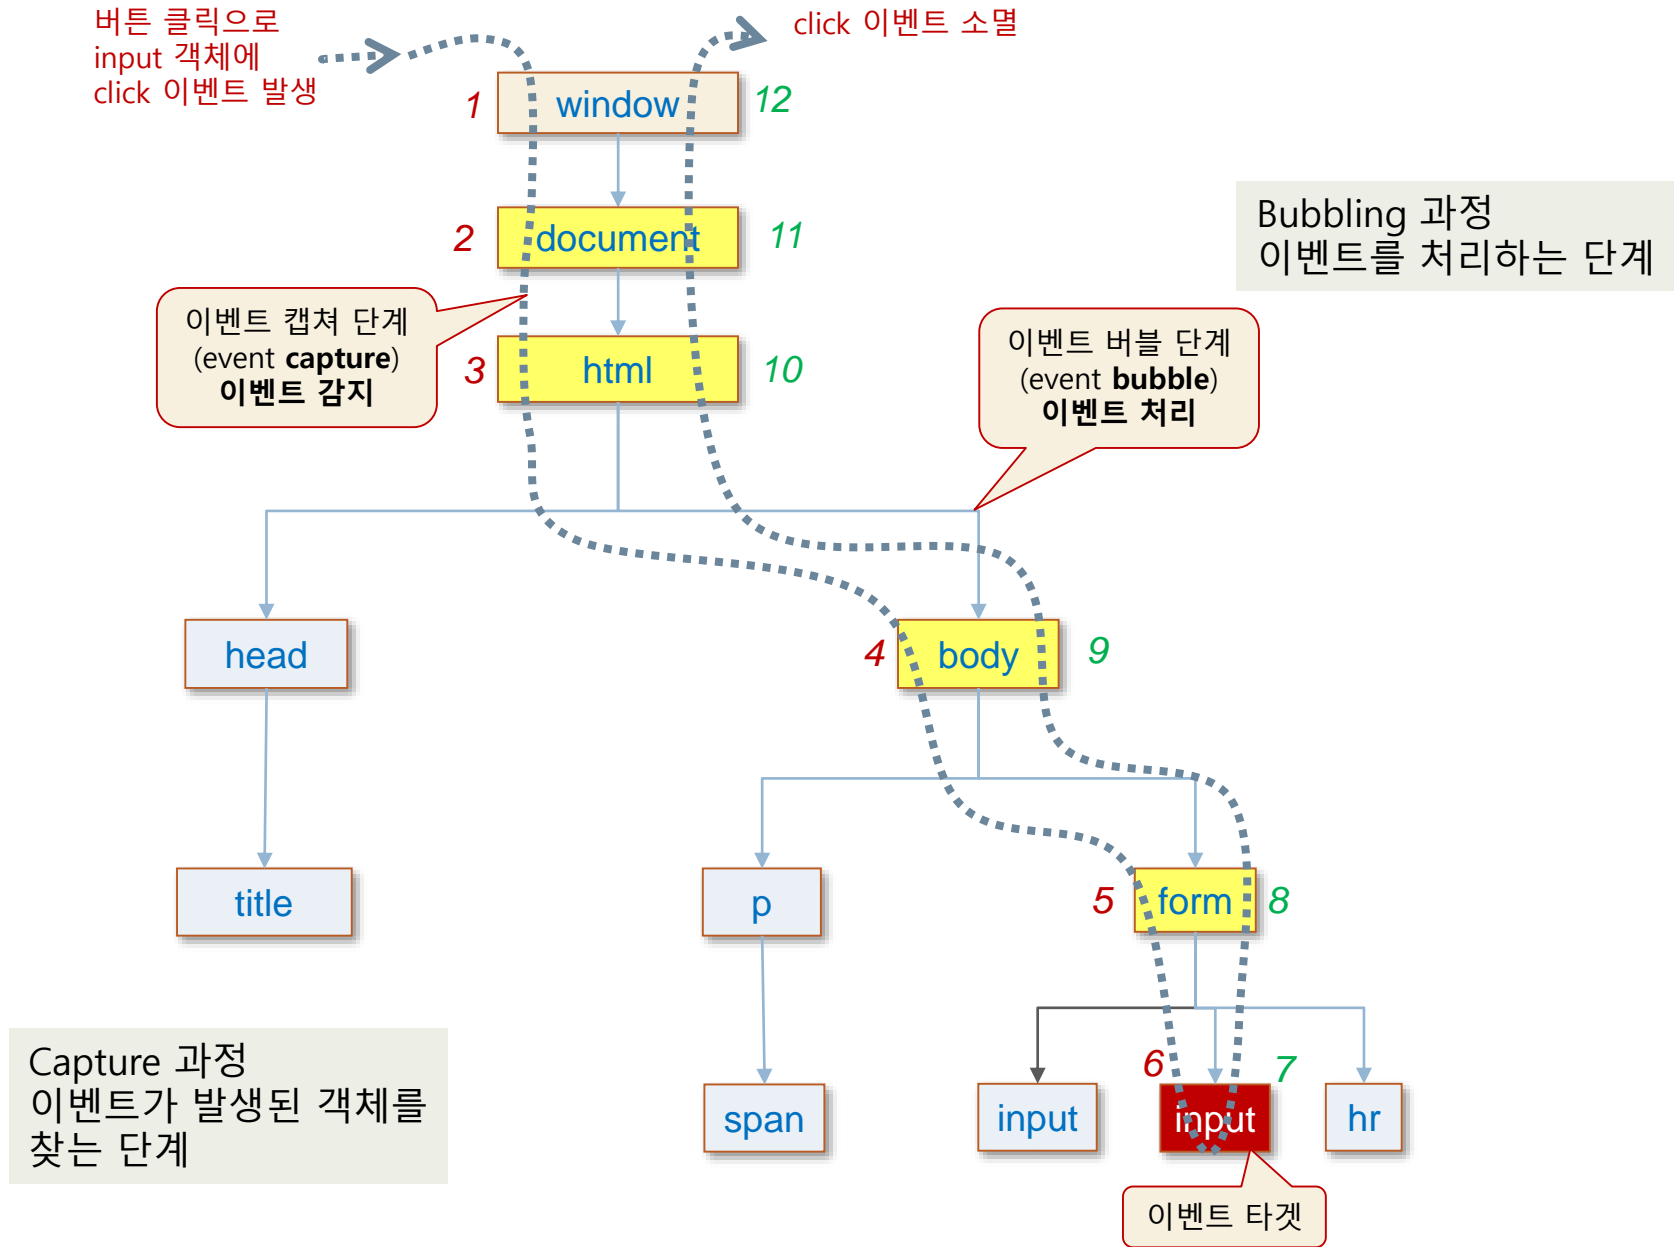 버튼 클릭으로
input 객체에
click 이벤트 발생
click 이벤트 소멸
1
window
12
2
document
11
Bubbling 과정
이벤트를 처리하는 단계
이벤트 캡쳐 단계
(event capture)
이벤트 감지
3
html
10
이벤트 버블 단계
(event bubble)
이벤트 처리
head
4
body
9
title
p
5
form
8
Capture 과정
이벤트가 발생된 객체를
찾는 단계
6
7
span
input
input
hr
이벤트 타겟